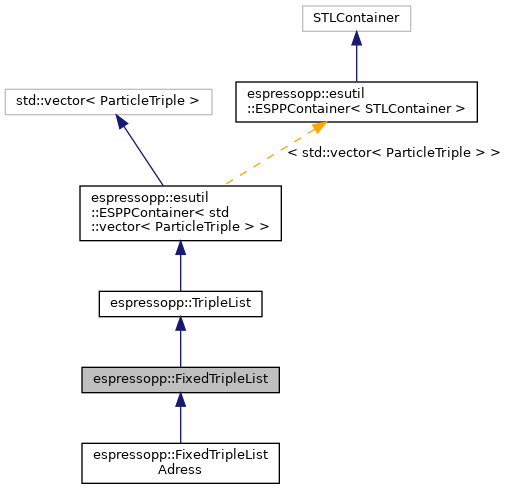 STLContainer
espressopp::esutil
::ESPPContainer< STLContainer >
std::vector< ParticleTriple >
< std::vector< ParticleTriple > >
espressopp::esutil
::ESPPContainer< std
::vector< ParticleTriple > >
espressopp::TripleList
espressopp::FixedTripleList
espressopp::FixedTripleList
Adress